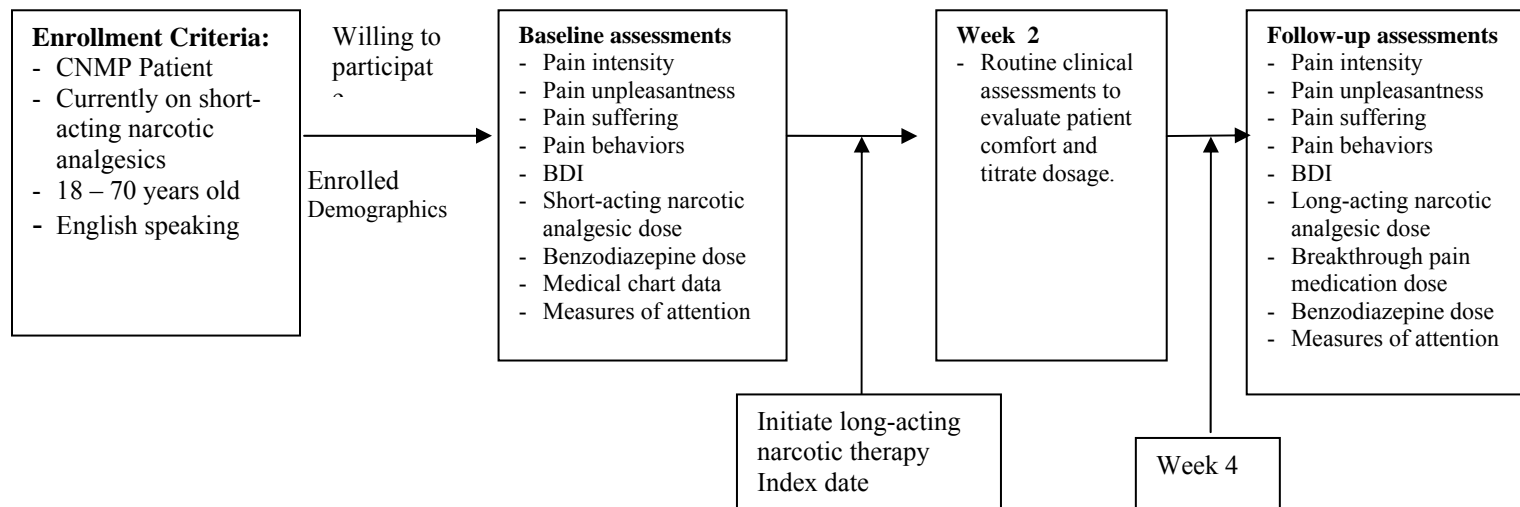 Enrollment Criteria:
- CNMP Patient
- Currently on short-
acting narcotic
analgesics
- 18 – 70 years old
- English speaking
Willing to
participat
Enrolled
Demographics
Baseline assessments
- Pain intensity
- Pain unpleasantness
- Pain suffering
- Pain behaviors
- BDI
- Short-acting narcotic
analgesic dose
- Benzodiazepine dose
- Medical chart data
- Measures of attention
Initiate long-acting
narcotic therapy
Index date
Week 2
- Routine clinical
assessments to
evaluate patient
comfort and
titrate dosage.
Week 4
Follow-up assessments
- Pain intensity
- Pain unpleasantness
- Pain suffering
- Pain behaviors
- BDI
- Long-acting narcotic
analgesic dose
- Breakthrough pain
medication dose
- Benzodiazepine dose
- Measures of attention